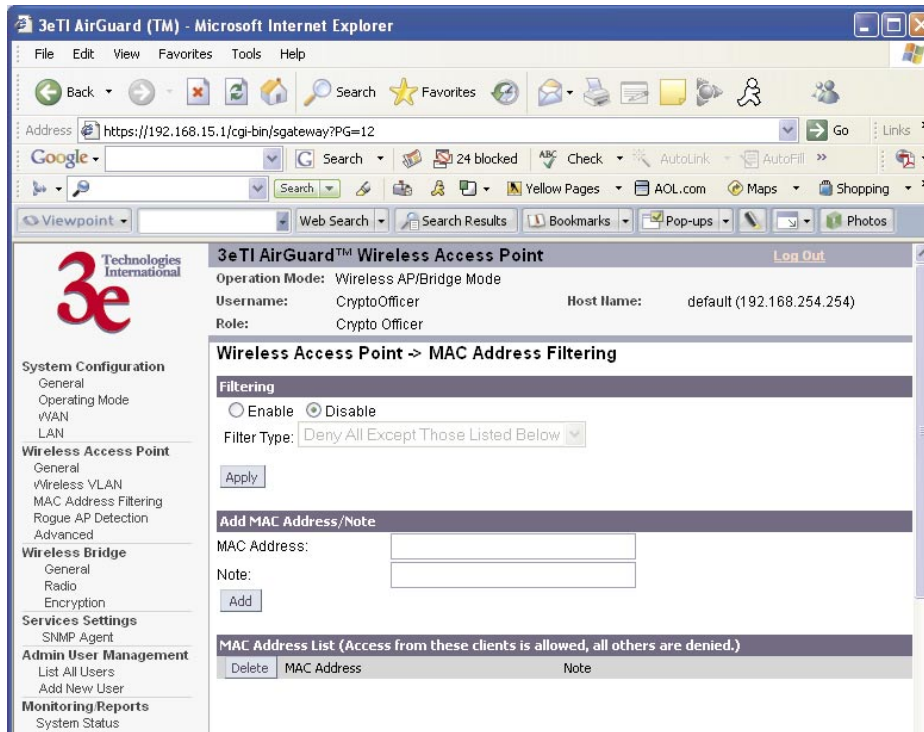 3eTI AirGuard (TM) - Microsoft Internet Explorer
File Edit View Favorites Tools Help
Back Search Favorites
Address https://192.168.15.1/cgi-bin/sgateway?PG=12 Go Links
Google Search 24 blocked ABC Check AutoLink AutoFill
Search Yellow Pages AOL.com Maps Shopping
Viewpoint Web Search Search Results Bookmarks Pop-ups Photos
3e Technologies International
3eTI AirGuard™ Wireless Access Point Log Out
Operation Mode: Wireless AP/Bridge Mode
Username: CryptoOfficer Host Name: default (192.168.254.254)
Role: Crypto Officer
System Configuration
General
Operating Mode
WAN
LAN
Wireless Access Point
General
Wireless VLAN
MAC Address Filtering
Rogue AP Detection
Advanced
Wireless Bridge
General
Radio
Encryption
Services Settings
SNMP Agent
Admin User Management
List All Users
Add New User
Monitoring/Reports
System Status
Wireless Access Point -> MAC Address Filtering
Filtering
Enable Disable
Filter Type: Deny All Except Those Listed Below
Apply
Add MAC Address/Note
MAC Address:
Note:
Add
MAC Address List (Access from these clients is allowed, all others are denied.)
Delete MAC Address Note